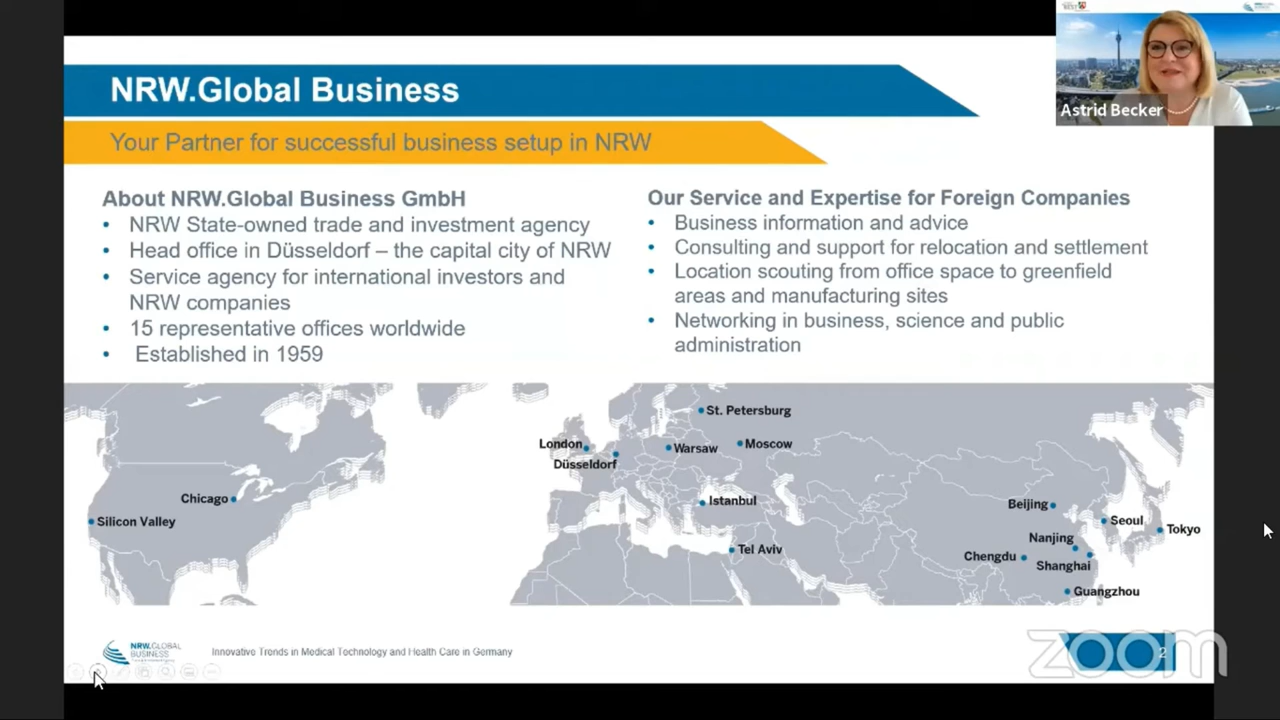 NRW.Global Business
Your Partner for successful business setup in NRW
Astrid Becker
About NRW.Global Business GmbH
• NRW State-owned trade and investment agency
• Head office in Düsseldorf – the capital city of NRW
• Service agency for international investors and
NRW companies
• 15 representative offices worldwide
• Established in 1959
Our Service and Expertise for Foreign Companies
• Business information and advice
• Consulting and support for relocation and settlement
• Location scouting from office space to greenfield
areas and manufacturing sites
• Networking in business, science and public
administration
St. Petersburg
London
Warsaw
Moscow
Düsseldorf
Chicago
Istanbul
Silicon Valley
Beijing
Seoul
Tokyo
Nanjing
Tel Aviv
Chengdu
Shanghai
Guangzhou
NRW.GLOBAL
BUSINESS
Innovative Trends in Medical Technology and Health Care in Germany
2
zoom